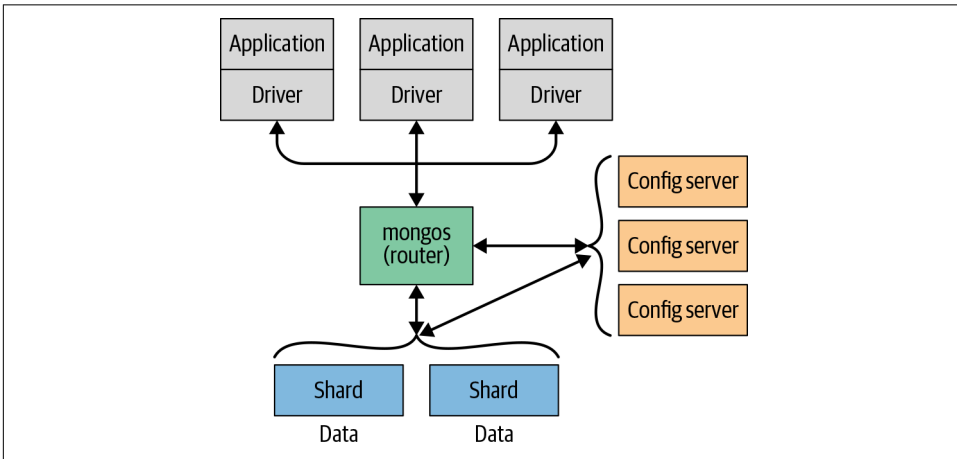 Application
Application
Application
Driver
Driver
Driver
Config server
mongos
(router)
Config server
Config server
Shard
Shard
Data
Data